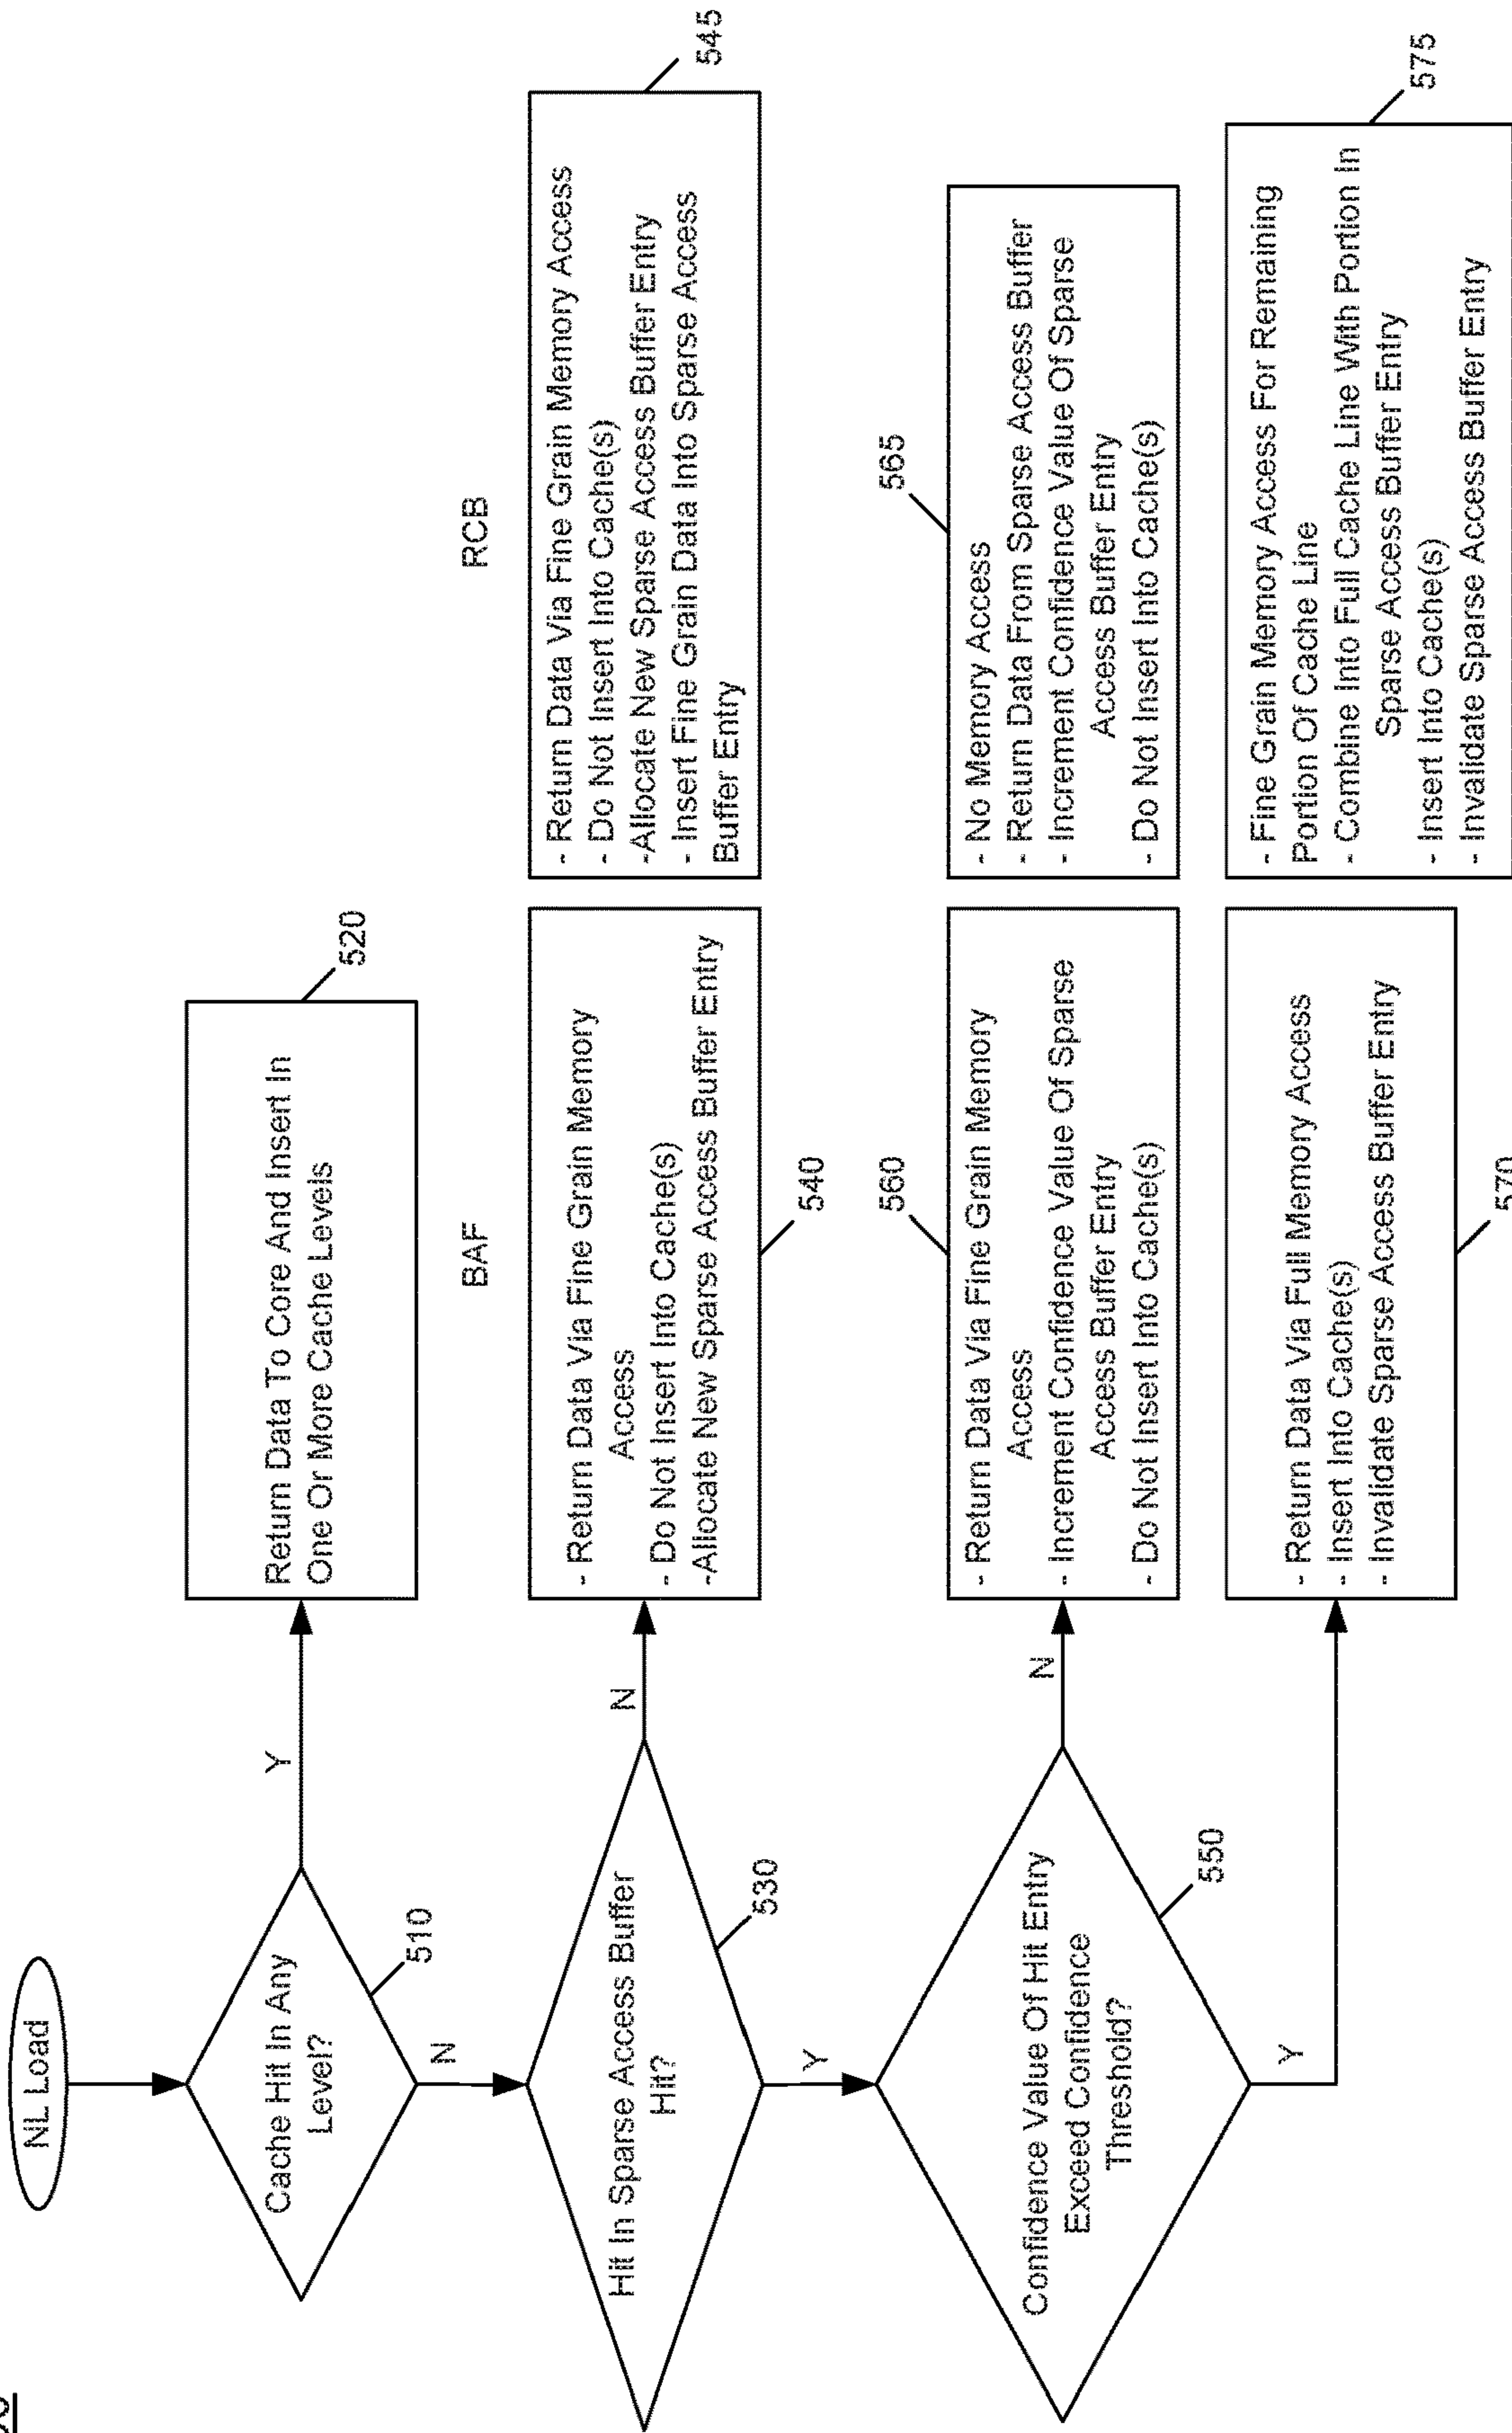 NL Load
Cache Hit In Any
Level?
510
Y
N
Return Data To Core And Insert In
One Or More Cache Levels
520
BAF
RCB
Hit In Sparse Access Buffer
Hit?
530
N
Y
- Return Data Via Fine Grain Memory
Access
- Do Not Insert Into Cache(s)
-Allocate New Sparse Access Buffer Entry
540
- Return Data Via Fine Grain Memory Access
- Do Not Insert Into Cache(s)
-Allocate New Sparse Access Buffer Entry
- Insert Fine Grain Data Into Sparse Access
Buffer Entry
545
Confidence Value Of Hit Entry
Exceed Confidence
Threshold?
550
N
Y
560
- Return Data Via Fine Grain Memory
Access
- Increment Confidence Value Of Sparse
Access Buffer Entry
- Do Not Insert Into Cache(s)
565
- No Memory Access
- Return Data From Sparse Access Buffer
- Increment Confidence Value Of Sparse
Access Buffer Entry
- Do Not Insert Into Cache(s)
- Return Data Via Full Memory Access
- Insert Into Cache(s)
- Invalidate Sparse Access Buffer Entry
570
- Fine Grain Memory Access For Remaining
Portion Of Cache Line
- Combine Into Full Cache Line With Portion In
Sparse Access Buffer Entry
- Insert Into Cache(s)
- Invalidate Sparse Access Buffer Entry
575